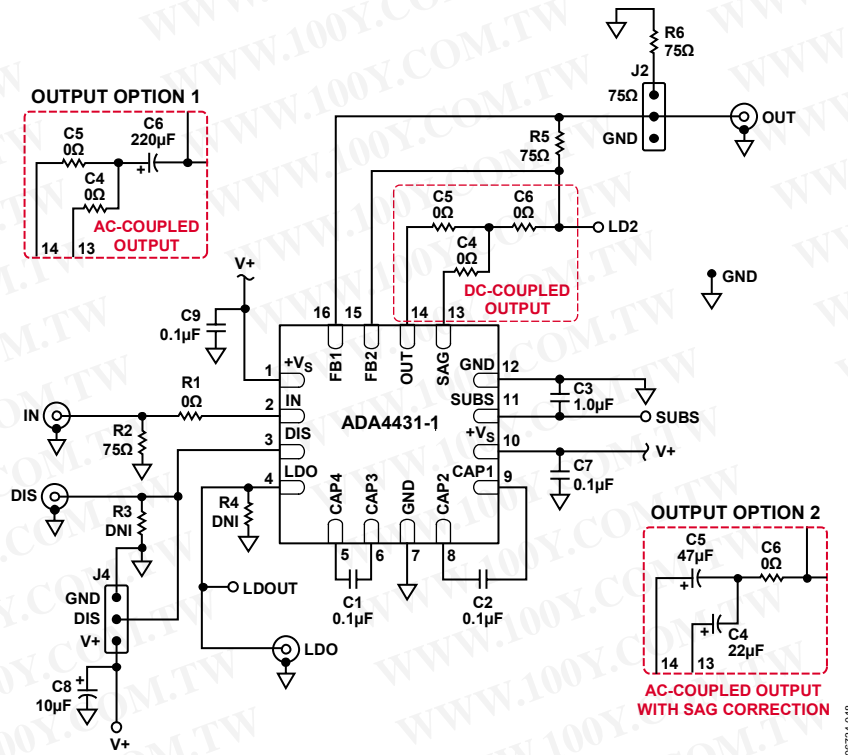 R6
75Ω
J2
75Ω
GND
OUT
OUTPUT OPTION 1
C5
0Ω
C6
220µF
+
C4
0Ω
AC-COUPLED
OUTPUT
14 13
R5
75Ω
C5
0Ω
C6
0Ω
C4
0Ω
LD2
DC-COUPLED
OUTPUT
GND
V+
C9
0.1µF
16 15 14 13
FB1
FB2
OUT
SAG
1
+VS
2
IN
3
DIS
4
LDO
ADA4431-1
GND
12
SUBS
11
+VS
10
CAP1
9
C3
1.0µF
SUBS
V+
C7
0.1µF
IN
R1
0Ω
R2
75Ω
DIS
R3
DNI
R4
DNI
CAP4
CAP3
GND
CAP2
5 6 7 8
C1
0.1µF
C2
0.1µF
J4
GND
DIS
V+
LDOUT
LDO
C8
10µF
+
V+
OUTPUT OPTION 2
C5
47µF
+
C6
0Ω
C4
22µF
+
14 13
AC-COUPLED OUTPUT
WITH SAG CORRECTION
WWW.100Y.COM.TW